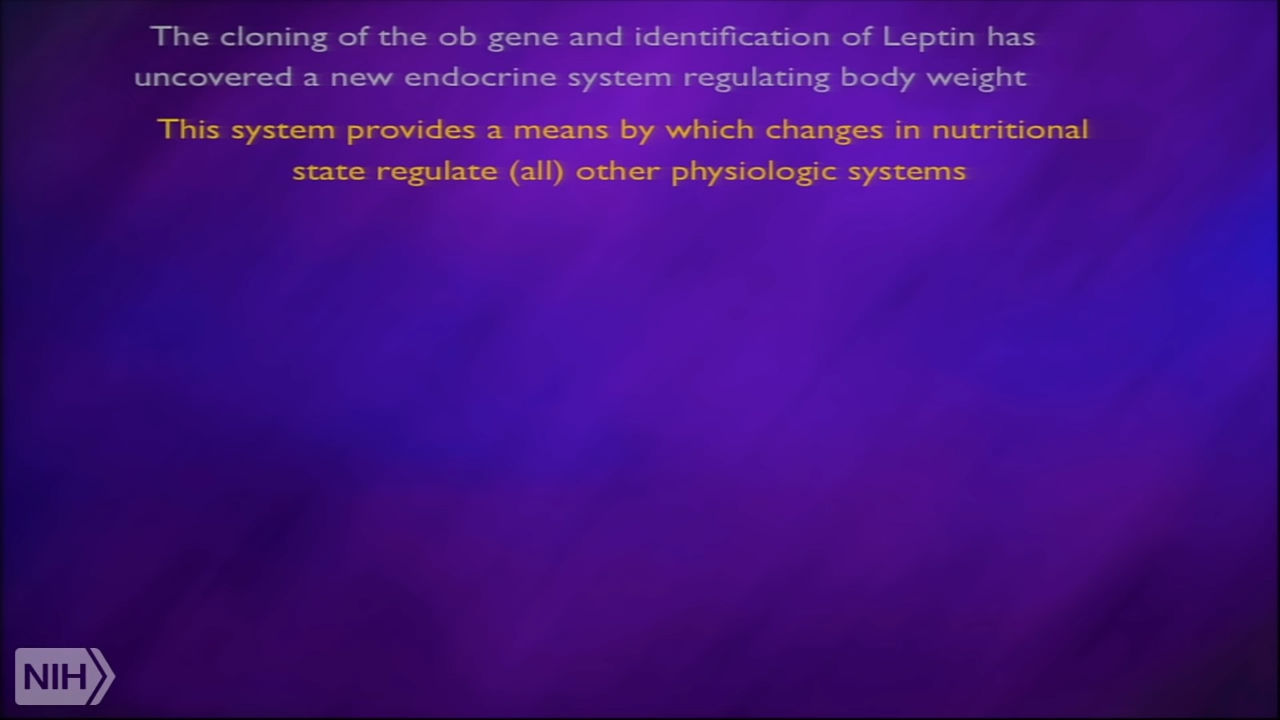 The cloning of the ob gene and identification of Leptin has
uncovered a new endocrine system regulating body weight
This system provides a means by which changes in nutritional
state regulate (all) other physiologic systems
NIH